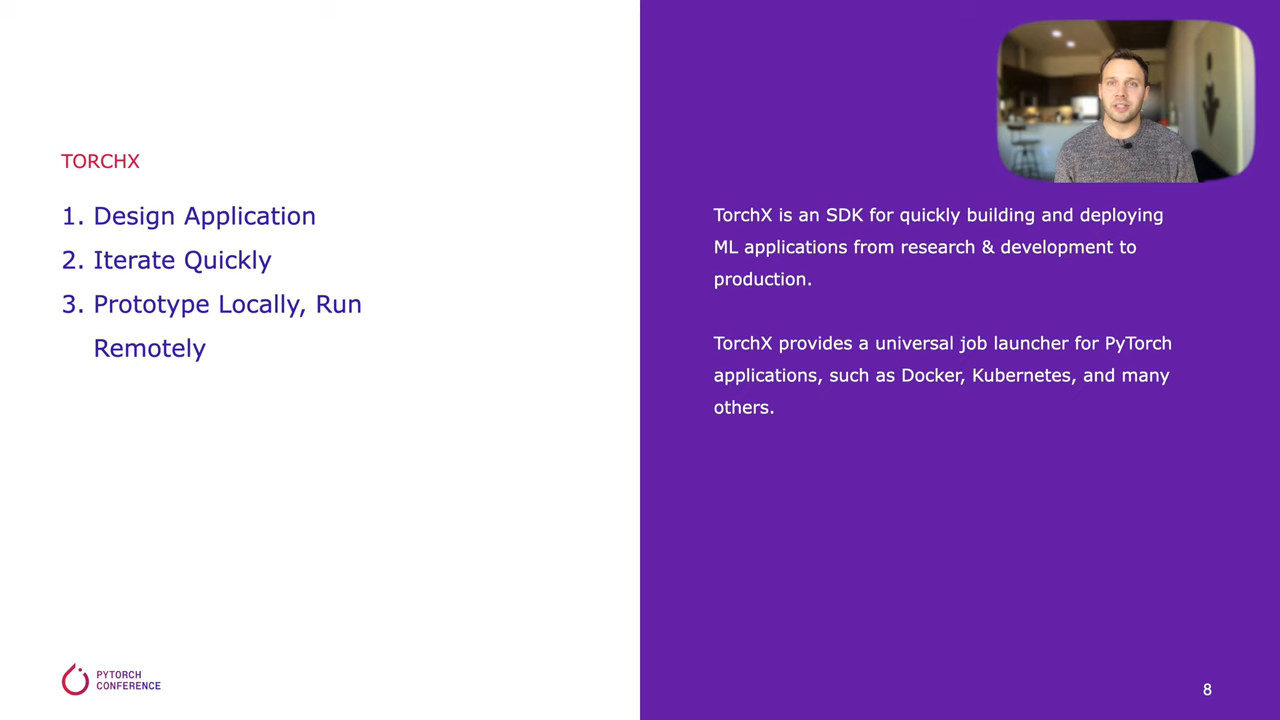 TORCHX
1. Design Application
2. Iterate Quickly
3. Prototype Locally, Run
Remotely
TorchX is an SDK for quickly building and deploying
ML applications from research & development to
production.
TorchX provides a universal job launcher for PyTorch
applications, such as Docker, Kubernetes, and many
others.
PYTORCH
CONFERENCE
8